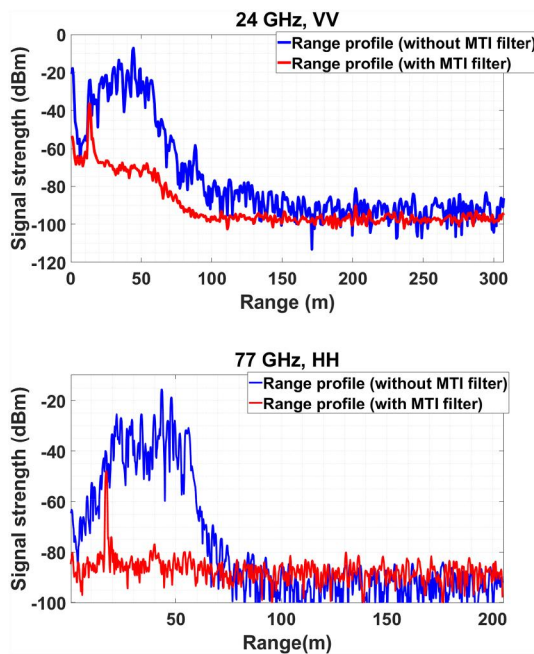 24 GHz, VV
Range profile (without MTI filter)
Range profile (with MTI filter)
Signal strength (dBm)
0
-20
-40
-60
-80
-100
-120
0 50 100 150 200 250 300
Range (m)
77 GHz, HH
Range profile (without MTI filter)
Range profile (with MTI filter)
Signal strength (dBm)
-20
-40
-60
-80
-100
50 100 150 200
Range(m)